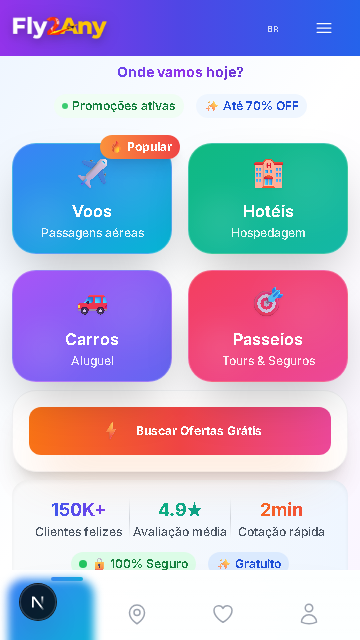 Fly2Any
BR
Onde vamos hoje?
Promoções ativas
Até 70% OFF
Popular
Voos
Passagens aéreas
Hotéis
Hospedagem
Carros
Aluguel
Passeios
Tours & Seguros
Buscar Ofertas Grátis
150K+
Clientes felizes
4.9★
Avaliação média
2min
Cotação rápida
100% Seguro
Gratuito
N